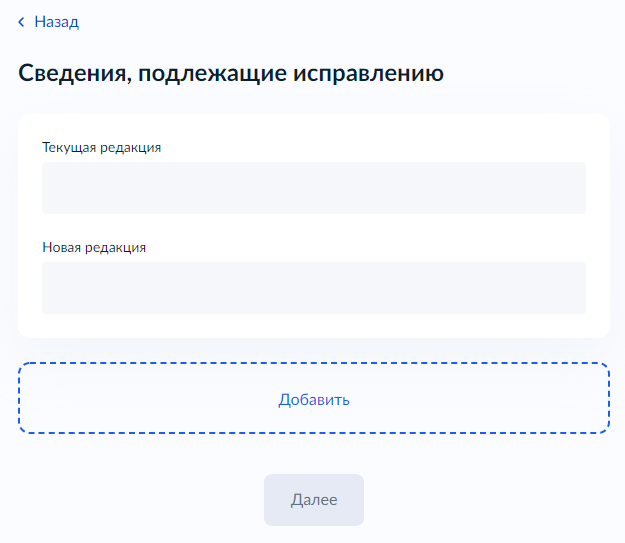 Назад
Сведения, подлежащие исправлению
Текущая редакция
Новая редакция
Добавить
Далее